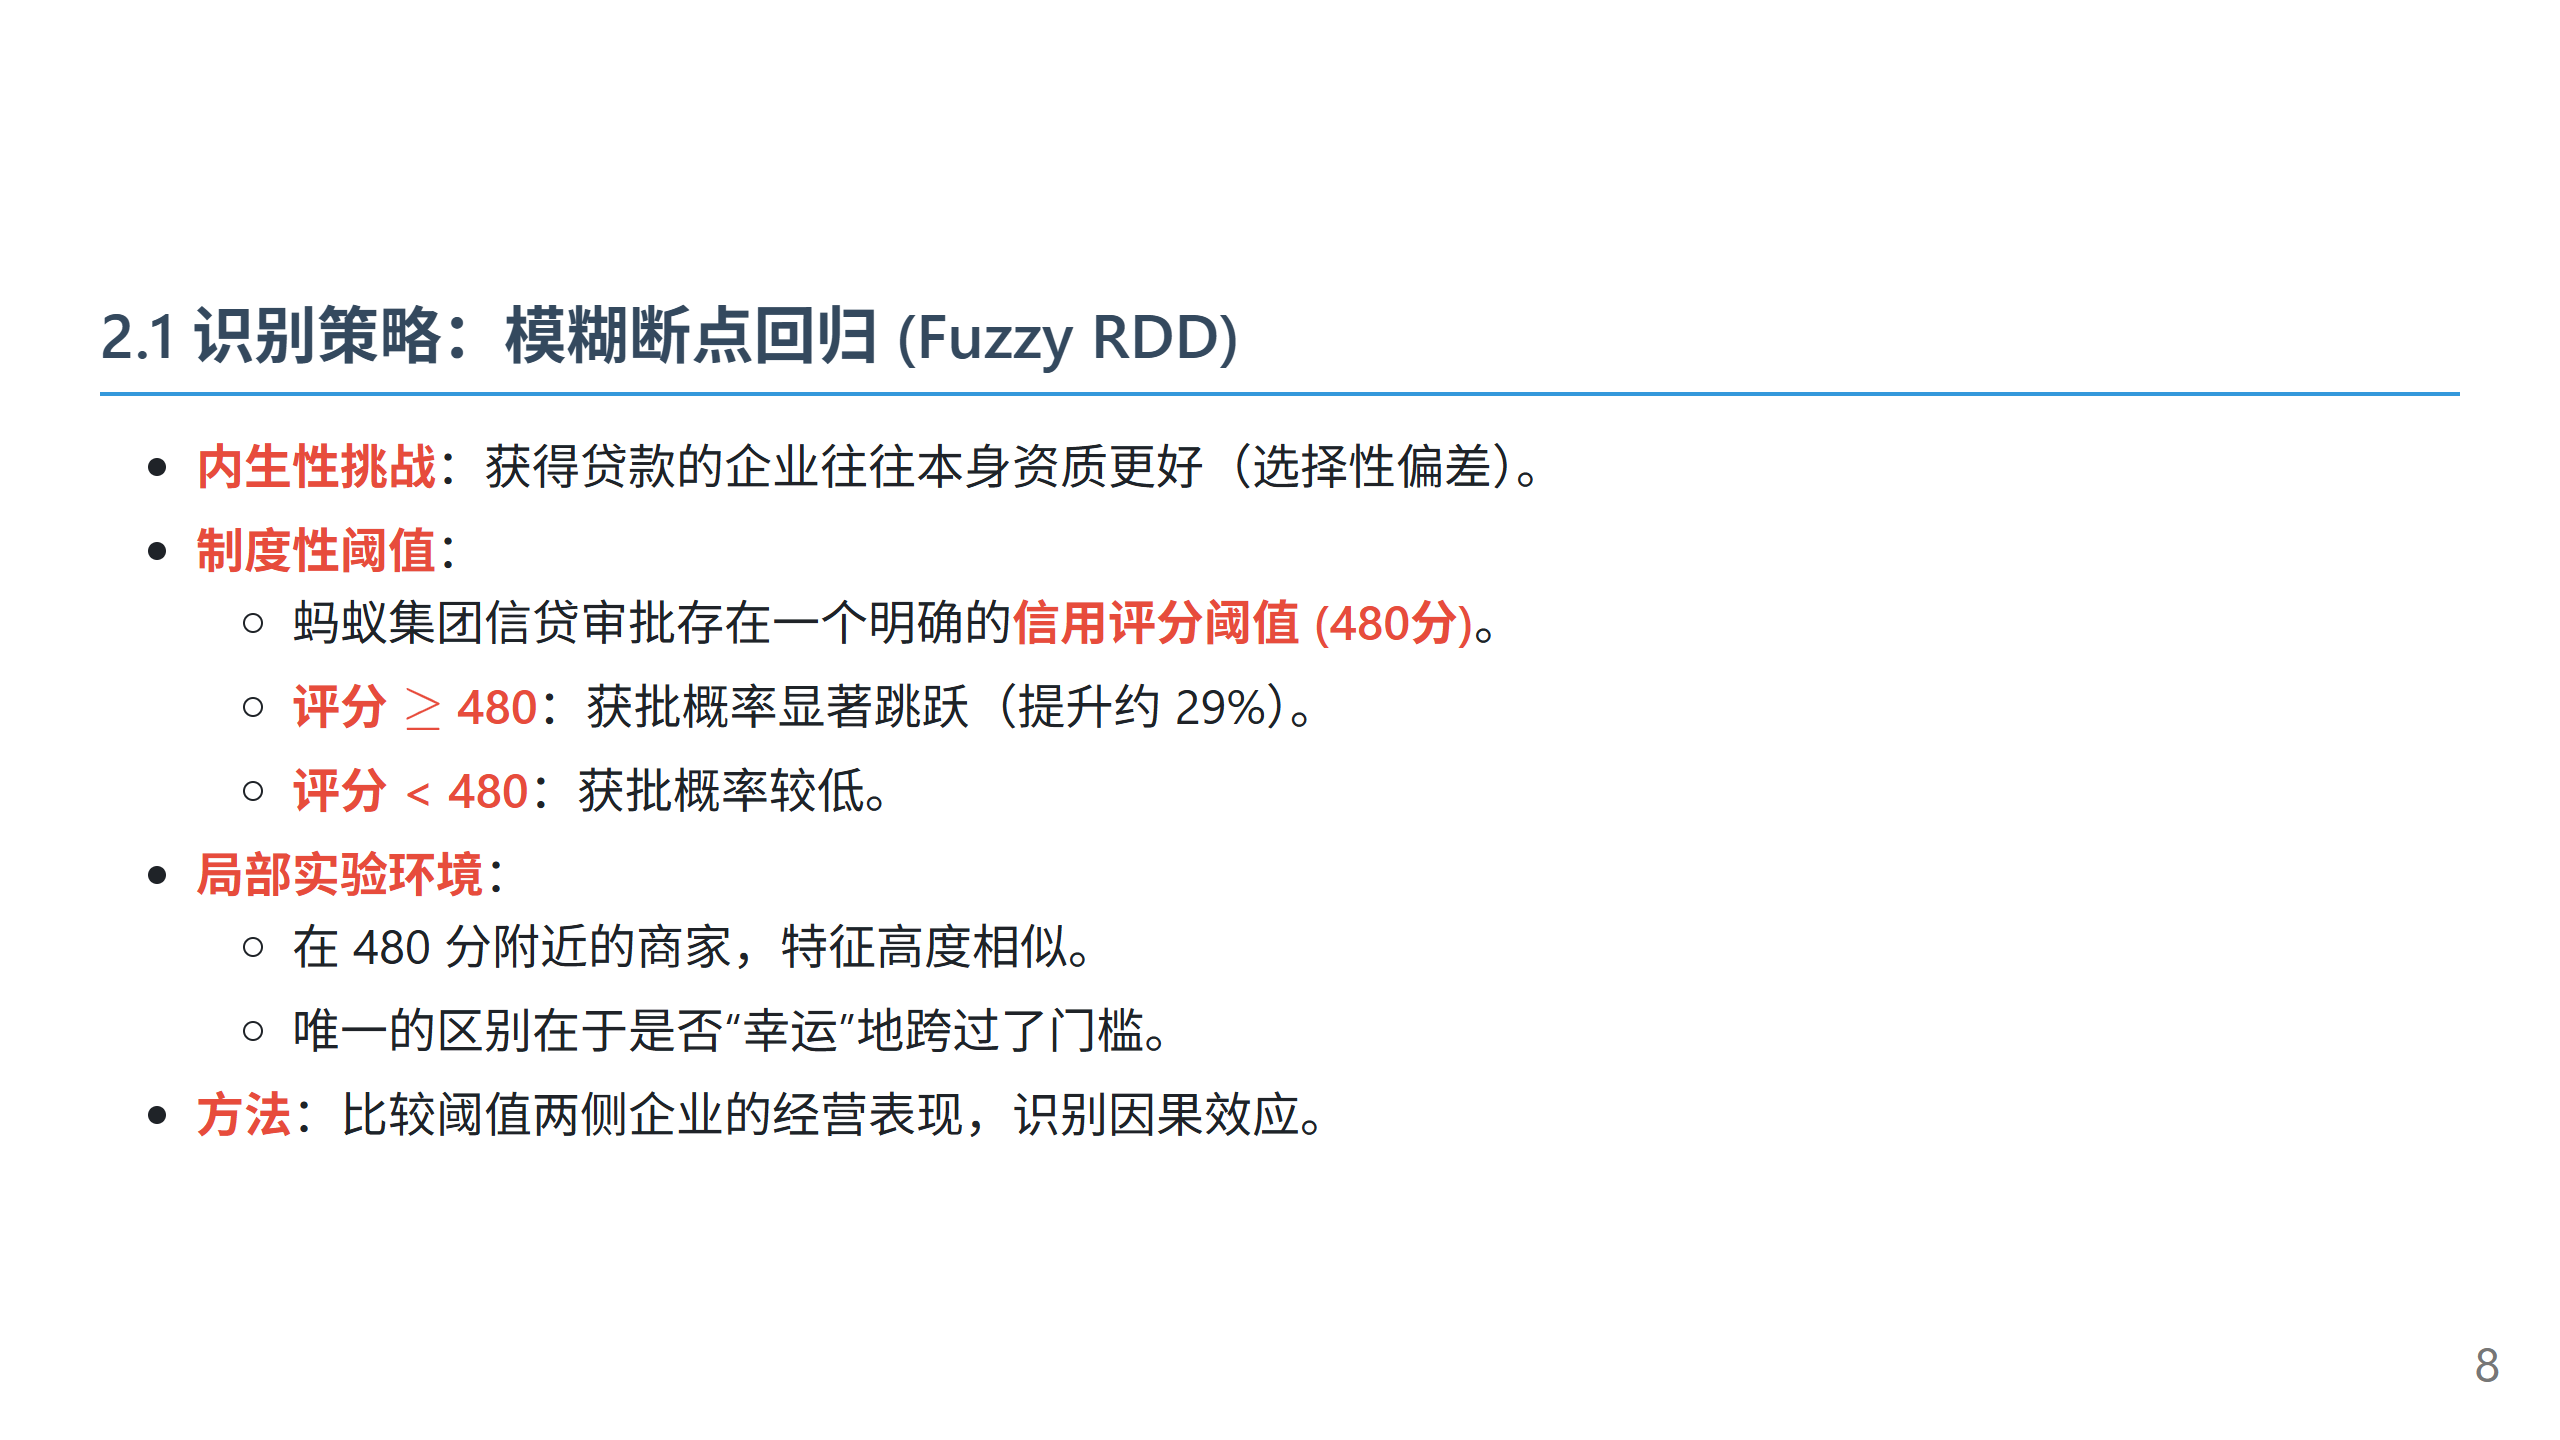 2.1 识别策略：模糊断点回归 (Fuzzy RDD)
• 内生性挑战：获得贷款的企业往往本身资质更好（选择性偏差）。
• 制度性阈值：
○ 蚂蚁集团信贷审批存在一个明确的信用评分阈值 (480分)。
○ 评分 ≧ 480：获批概率显著跳跃（提升约 29%）。
○ 评分 < 480：获批概率较低。
• 局部实验环境：
○ 在 480 分附近的商家，特征高度相似。
○ 唯一的区别在于是否“幸运”地跨过了门槛。
• 方法：比较阈值两侧企业的经营表现，识别因果效应。
8